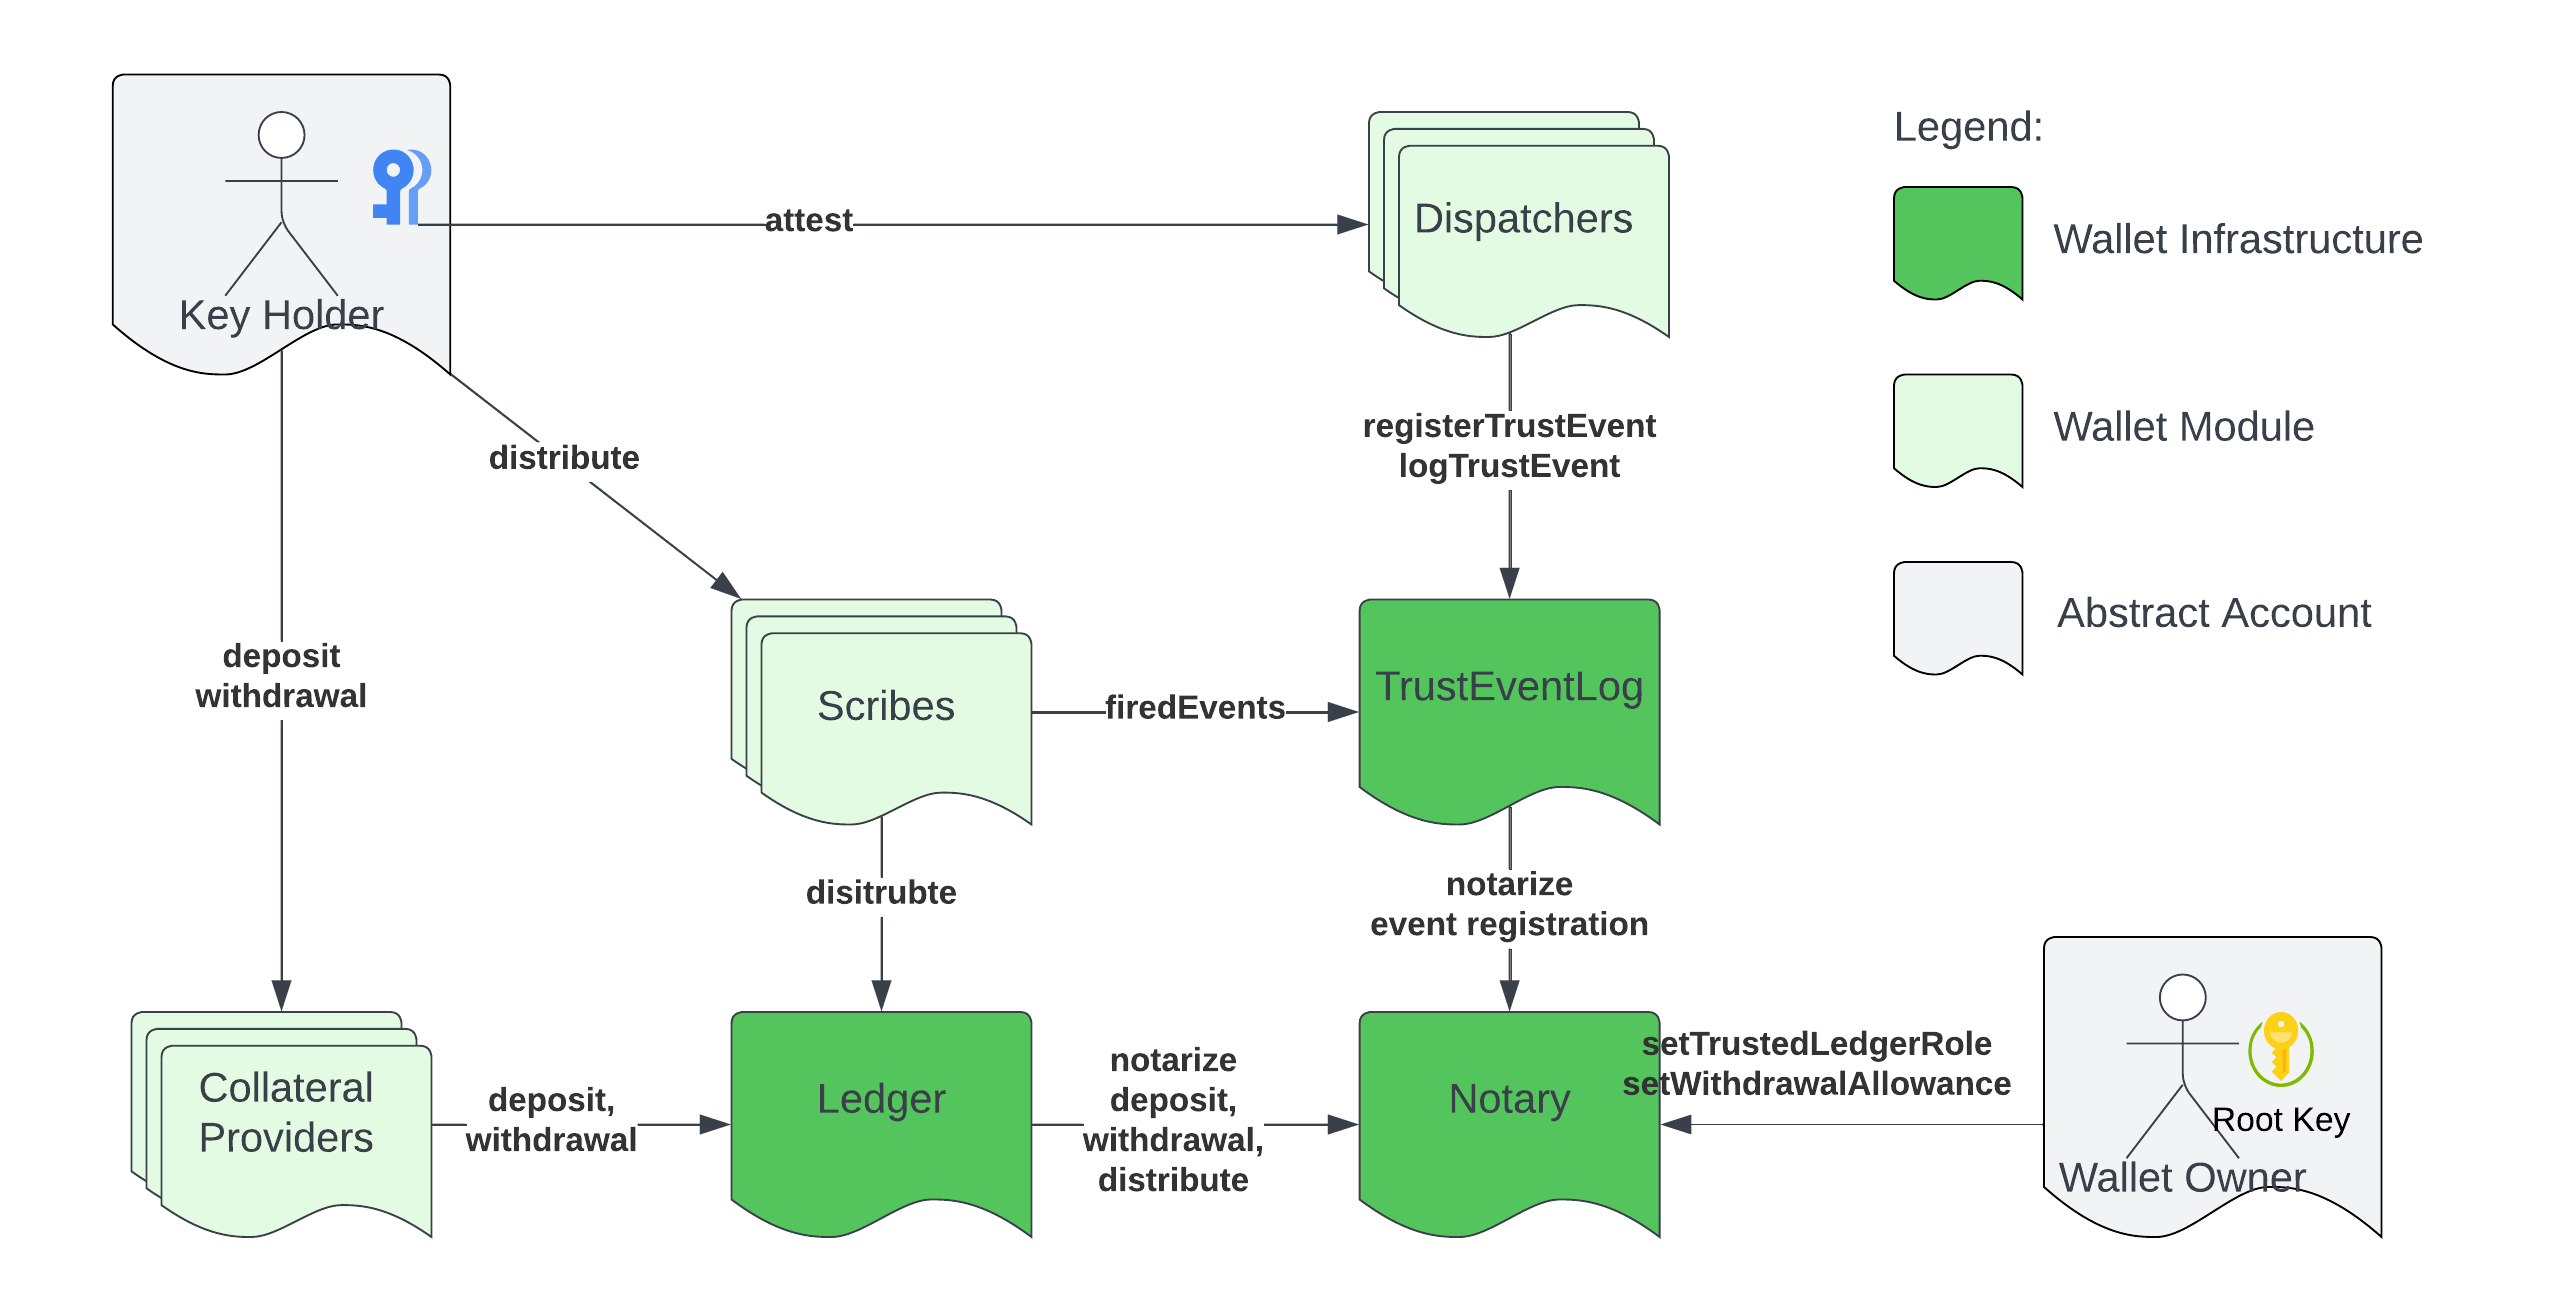 Key Holder
attest
Dispatchers
Legend:
Wallet Infrastructure
Wallet Module
Abstract Account
distribute
registerTrustEvent
logTrustEvent
deposit
withdrawal
Scribes
firedEvents
TrustEventLog
disitrubte
notarize
event registration
Collateral
Providers
deposit,
withdrawal
Ledger
notarize
deposit,
withdrawal,
distribute
Notary
setTrustedLedgerRole
setWithdrawalAllowance
Root Key
Wallet Owner